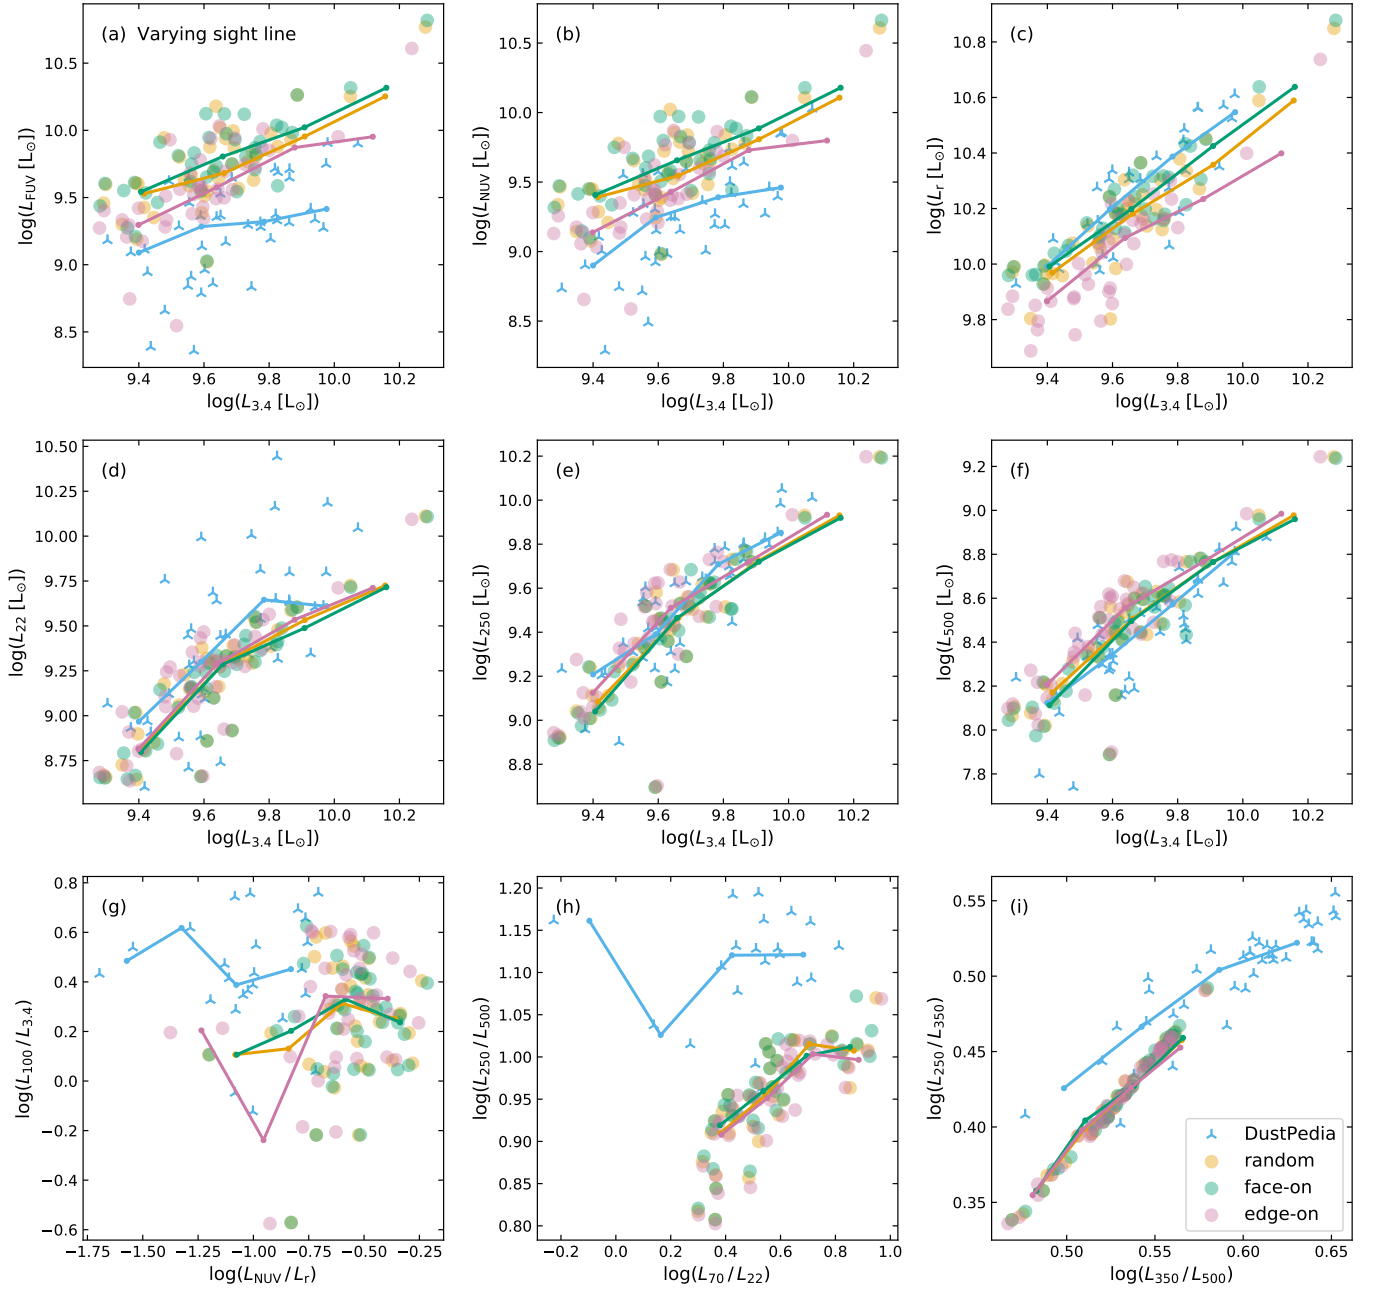 (a) Varying sight line
log(L_FUV [L⊙])
10.5
10.0
9.5
9.0
8.5
9.4 9.6 9.8 10.0 10.2
log(L_3.4 [L⊙])
(b)
log(L_NUV [L⊙])
10.5
10.0
9.5
9.0
8.5
9.4 9.6 9.8 10.0 10.2
log(L_3.4 [L⊙])
(c)
log(L_r [L⊙])
10.8
10.6
10.4
10.2
10.0
9.8
9.4 9.6 9.8 10.0 10.2
log(L_3.4 [L⊙])
(d)
log(L_22 [L⊙])
10.50
10.25
10.00
9.75
9.50
9.25
9.00
8.75
9.4 9.6 9.8 10.0 10.2
log(L_3.4 [L⊙])
(e)
log(L_250 [L⊙])
10.2
10.0
9.8
9.6
9.4
9.2
9.0
8.8
9.4 9.6 9.8 10.0 10.2
log(L_3.4 [L⊙])
(f)
log(L_500 [L⊙])
9.2
9.0
8.8
8.6
8.4
8.2
8.0
7.8
9.4 9.6 9.8 10.0 10.2
log(L_3.4 [L⊙])
(g)
log(L_100 / L_3.4)
0.8
0.6
0.4
0.2
0.0
−0.2
−0.4
−0.6
−1.75 −1.50 −1.25 −1.00 −0.75 −0.50 −0.25
log(L_NUV / L_r)
(h)
log(L_250 / L_500)
1.20
1.15
1.10
1.05
1.00
0.95
0.90
0.85
0.80
−0.2 0.0 0.2 0.4 0.6 0.8 1.0
log(L_70 / L_22)
(i)
log(L_250 / L_350)
0.55
0.50
0.45
0.40
0.35
0.50 0.55 0.60 0.65
log(L_350 / L_500)
DustPedia
random
face-on
edge-on